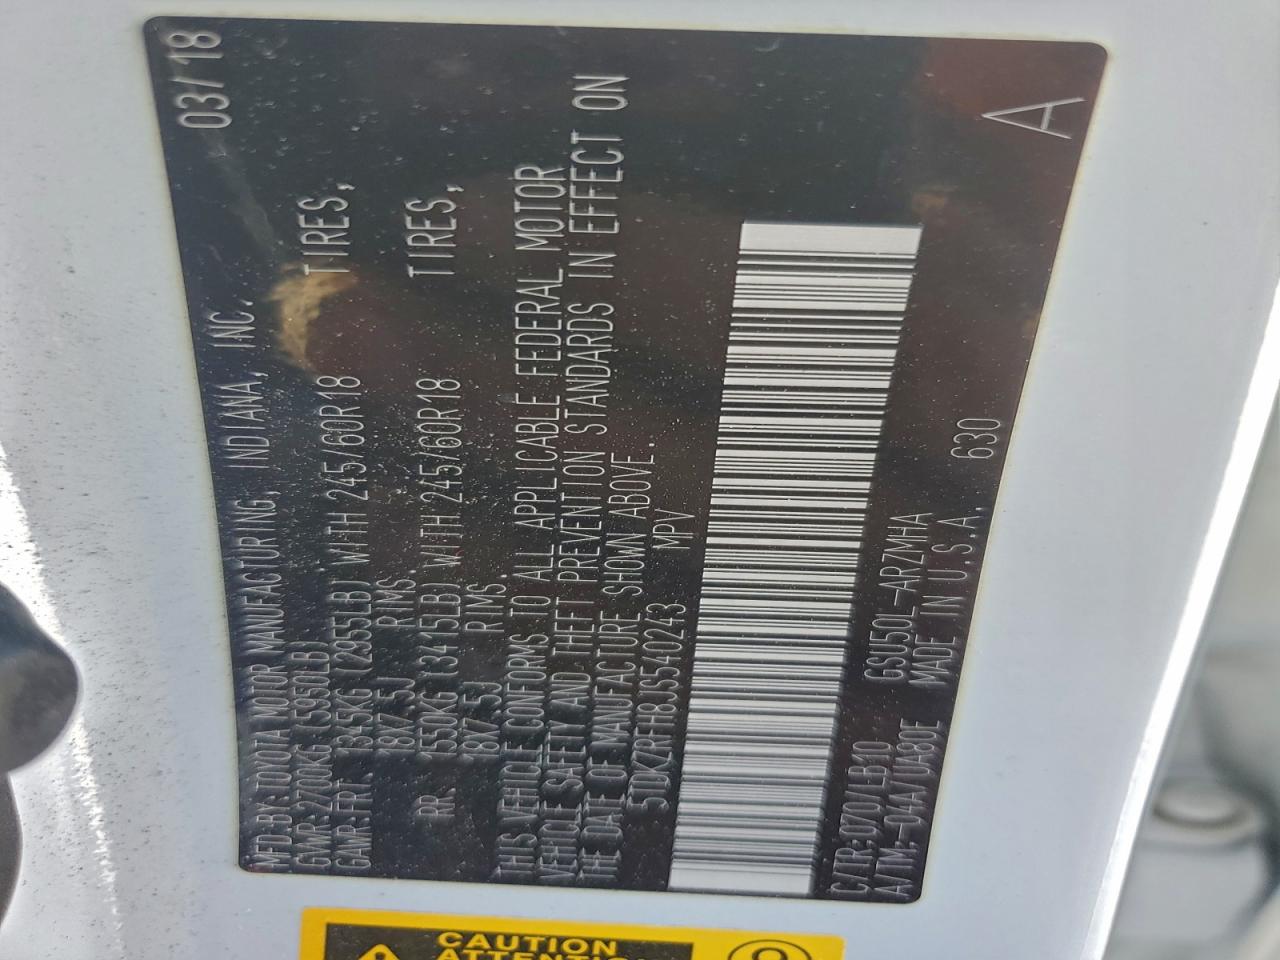 MFD.BY TOYOTA MOTOR MANUFACTURING, INDIANA, INC. 03/18
GVWR:2700KG (5950LB)
GAWR:FRT. 1345KG (2955LB) WITH 245/60R18 TIRES,
18X7.5J RIMS.
RR. 1550KG (3415LB) WITH 245/60R18 TIRES,
18X7.5J RIMS.
THIS VEHICLE CONFORMS TO ALL APPLICABLE FEDERAL MOTOR
VEHICLE SAFETY AND THEFT PREVENTION STANDARDS IN EFFECT ON
THE DATE OF MANUFACTURE SHOWN ABOVE.
5TDKZRFH8JS540243 MPV
C/TR:070/LB10 GSU50L-ARZMHA
A/TM:-04A/UA80E MADE IN U.S.A. 630
A
CAUTION
ATTENTION